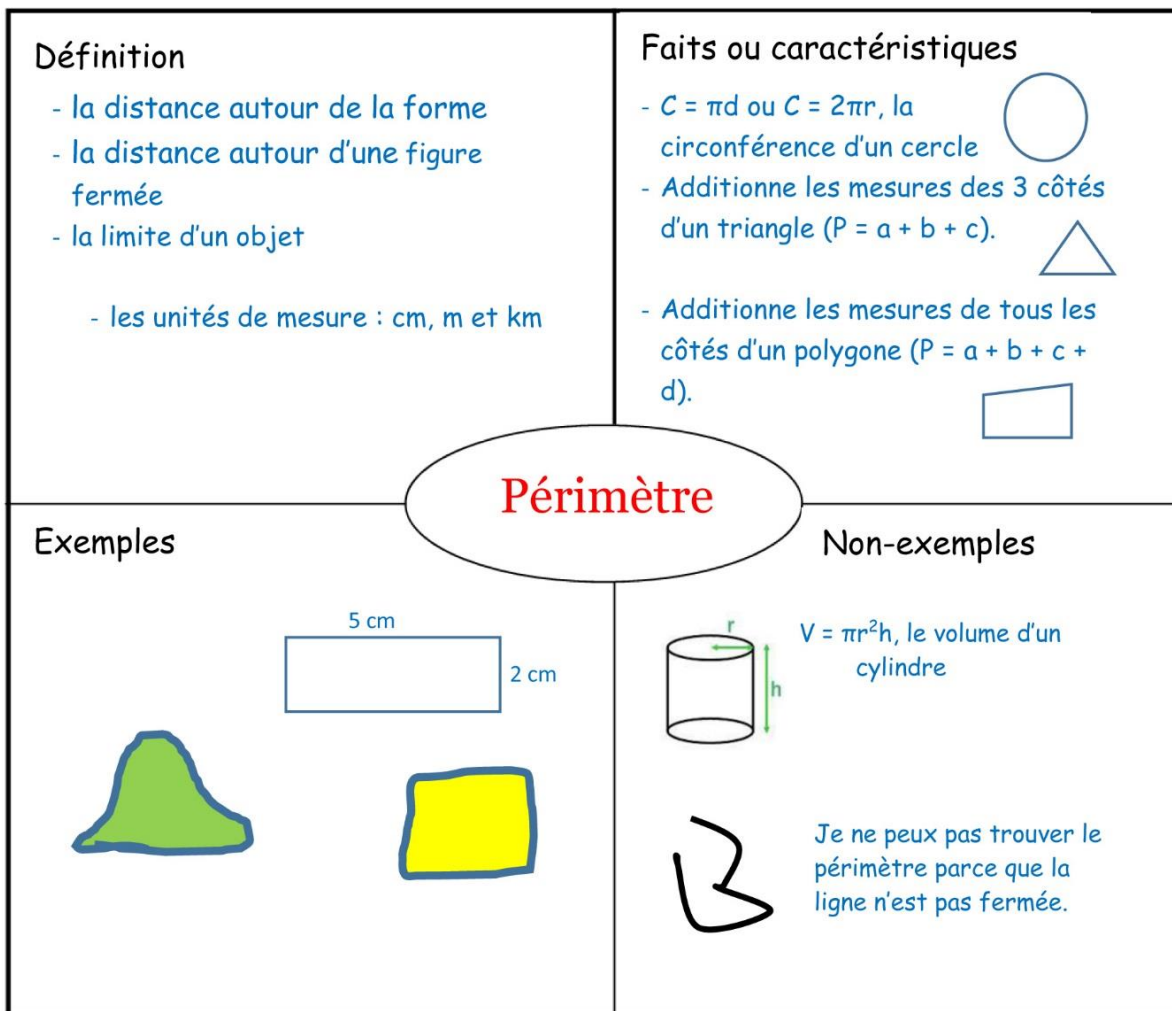 Définition
- la distance autour de la forme
- la distance autour d'une figure
fermée
- la limite d'un objet
- les unités de mesure : cm, m et km
Faits ou caractéristiques
- C = πd ou C = 2πr, la
circonférence d'un cercle
- Additionne les mesures des 3 côtés
d'un triangle (P = a + b + c).
- Additionne les mesures de tous les
côtés d'un polygone (P = a + b + c +
d).
Périmètre
Exemples
5 cm
2 cm
Non-exemples
r
h
V = πr²h, le volume d'un
cylindre
Je ne peux pas trouver le
périmètre parce que la
ligne n'est pas fermée.